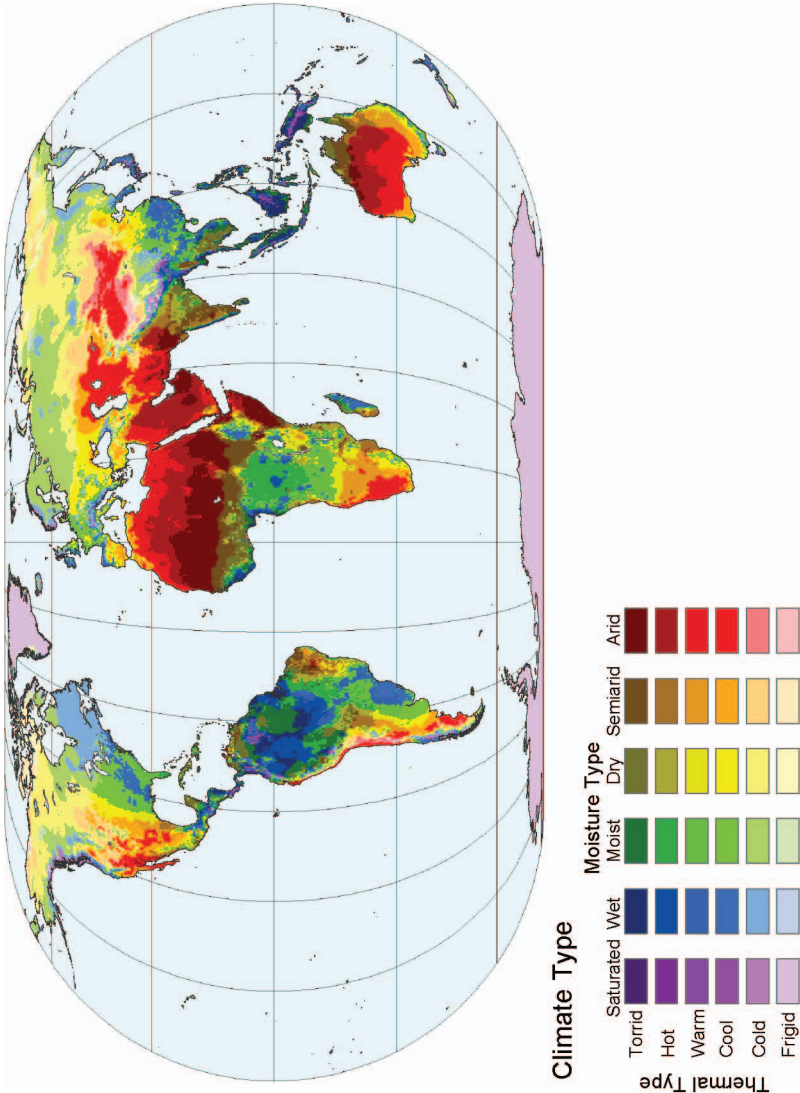 Climate Type
Moisture Type
Saturated Wet Moist Dry Semiarid Arid
Thermal Type
Torrid
Hot
Warm
Cool
Cold
Frigid